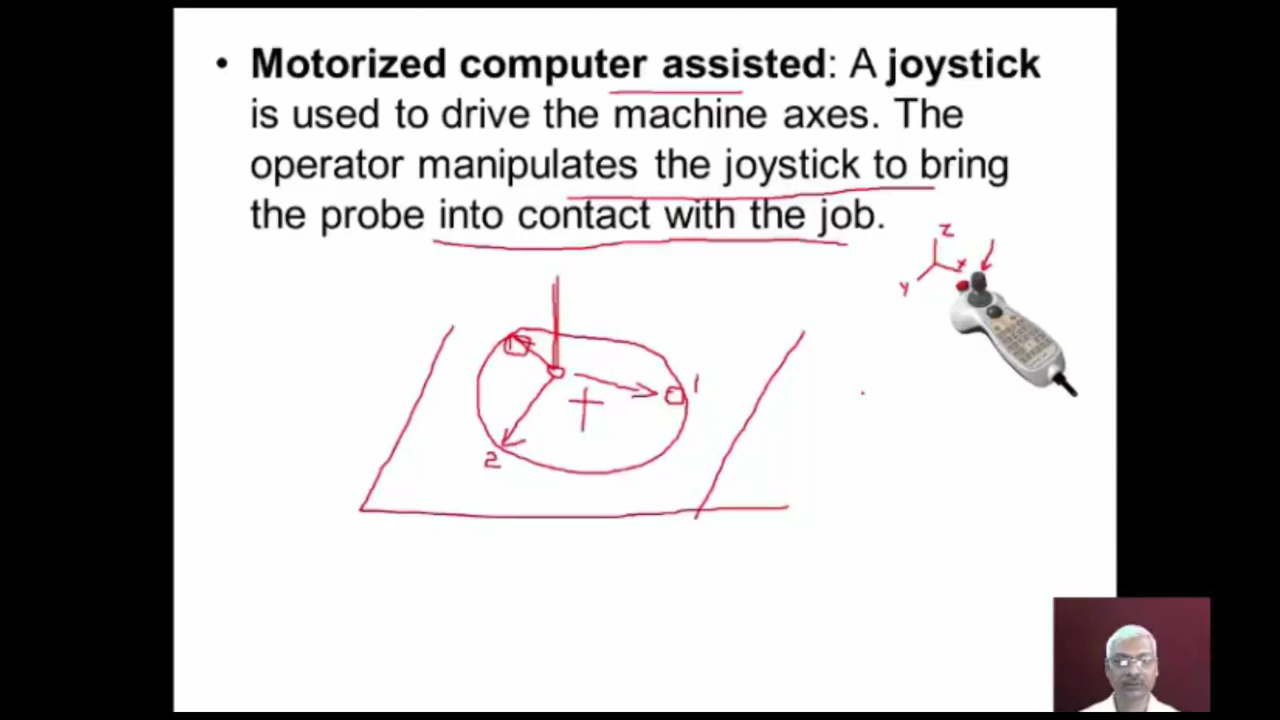 • Motorized computer assisted: A joystick
is used to drive the machine axes. The
operator manipulates the joystick to bring
the probe into contact with the job.
Z
X
Y
1
2